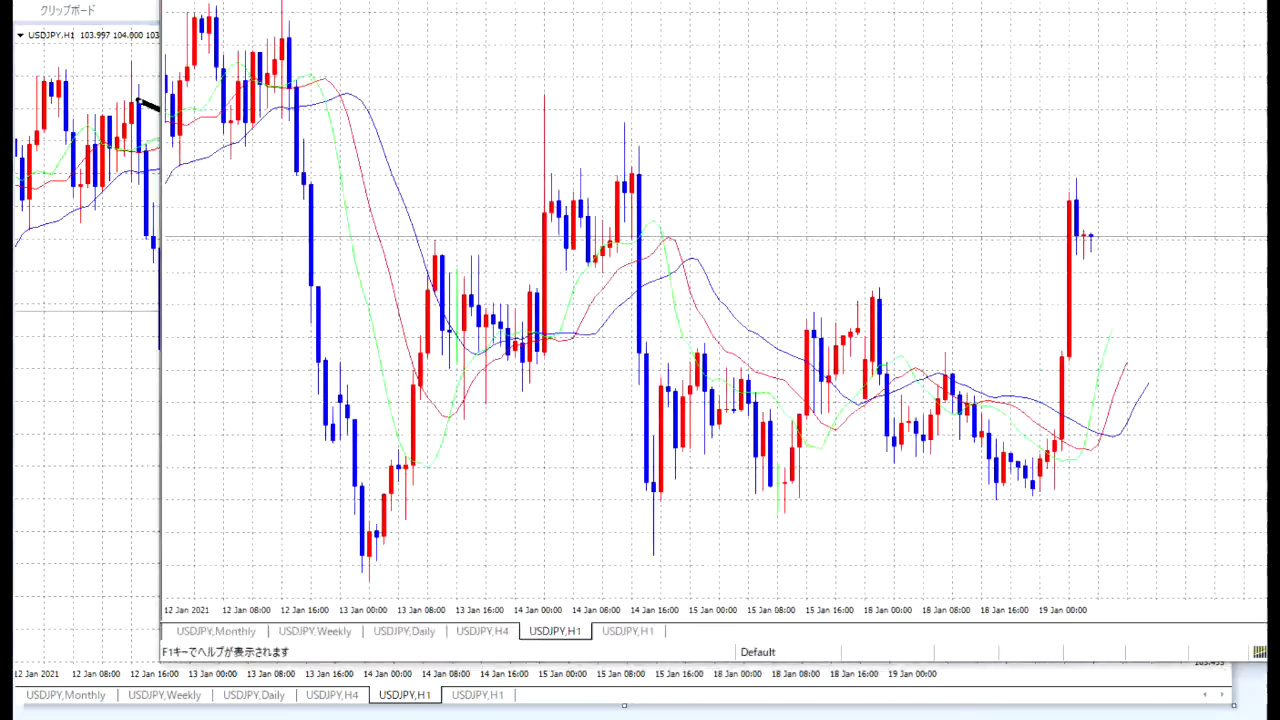 クリップボード
USDJPY,H1 103.997 104.000 103
12 Jan 2021 12 Jan 08:00 12 Jan 16:00 13 Jan 00:00 13 Jan 08:00 13 Jan 16:00 14 Jan 00:00 14 Jan 08:00 14 Jan 16:00 15 Jan 00:00 15 Jan 08:00 15 Jan 16:00 18 Jan 00:00 18 Jan 08:00 18 Jan 16:00 19 Jan 00:00
USDJPY,Monthly USDJPY,Weekly USDJPY,Daily USDJPY,H4 USDJPY,H1 USDJPY,H1
F1キーでヘルプが表示されます Default
12 Jan 2021 12 Jan 08:00 12 Jan 16:00 13 Jan 00:00 13 Jan 08:00 13 Jan 16:00 14 Jan 00:00 14 Jan 08:00 14 Jan 16:00 15 Jan 00:00 15 Jan 08:00 15 Jan 16:00 18 Jan 00:00 18 Jan 08:00 18 Jan 16:00 19 Jan 00:00
USDJPY,Monthly USDJPY,Weekly USDJPY,Daily USDJPY,H4 USDJPY,H1 USDJPY,H1